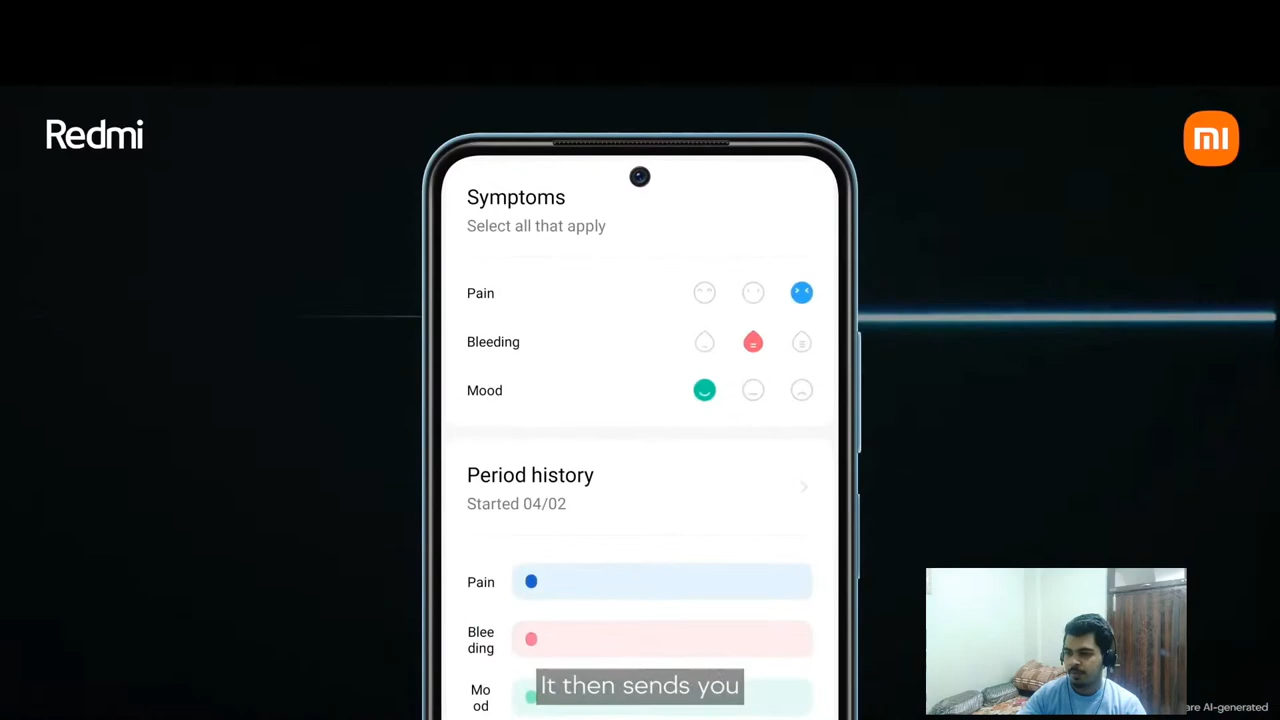 Redmi
Symptoms
Select all that apply
Pain
Bleeding
Mood
Period history
Started 04/02
Pain
Blee
ding
Mo
od
It then sends you
are AI-generated